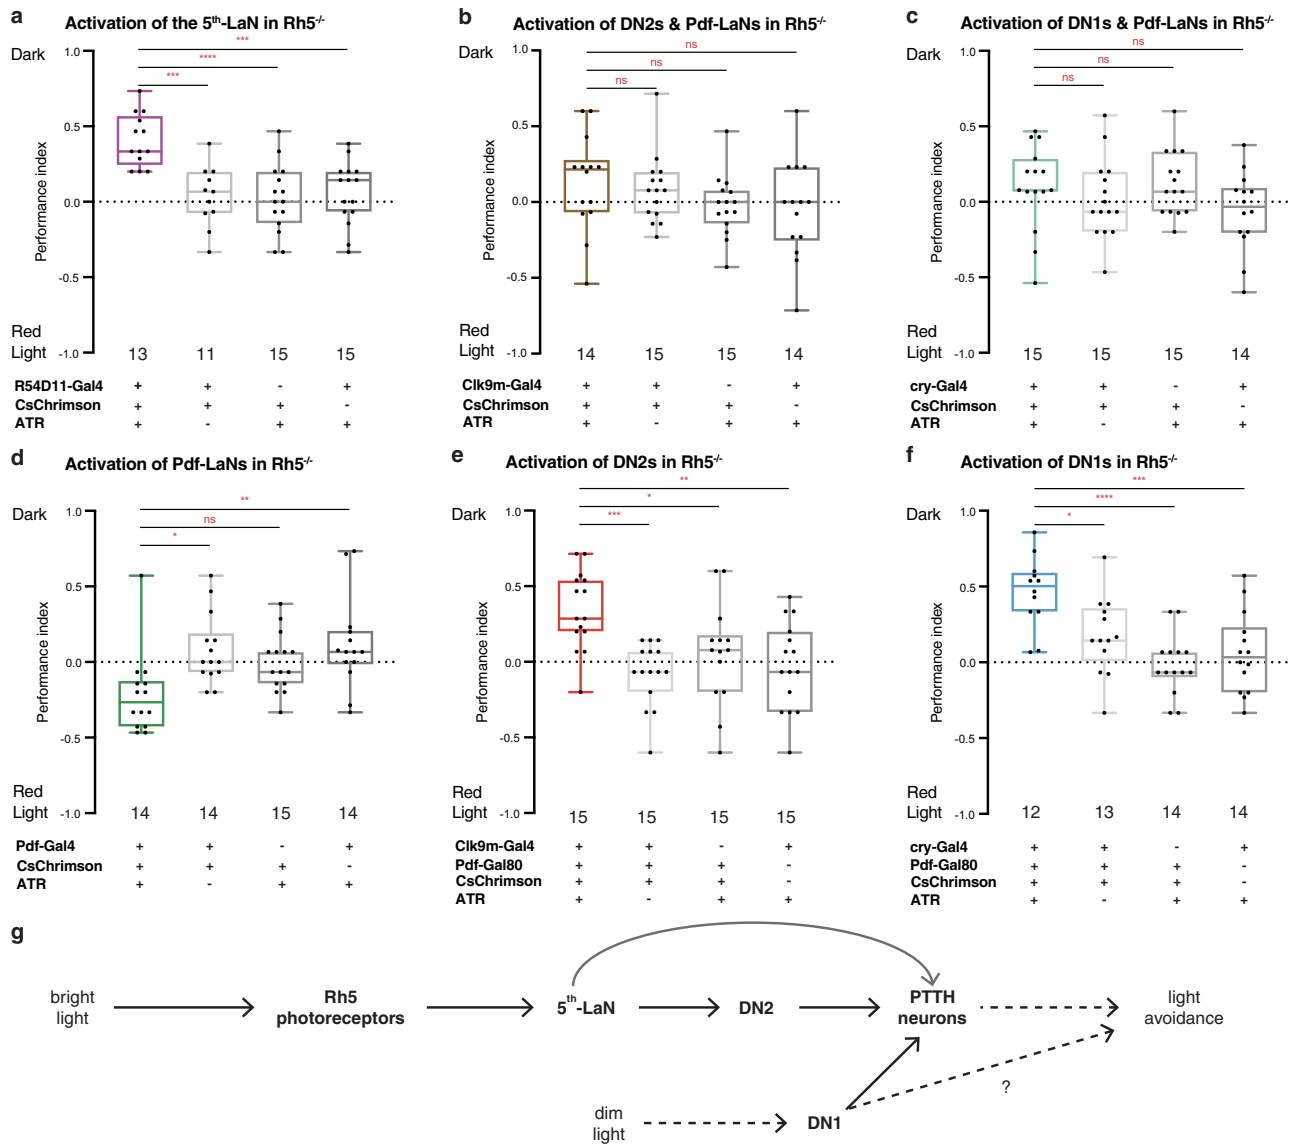 a
Activation of the 5th-LaN in Rh5-/-
Dark
1.0
***
****
***
0.5
0.0
-0.5
Performance index
Red
Light
-1.0
13 11 15 15
R54D11-Gal4 + + - +
CsChrimson + + + -
ATR + - + +
b
Activation of DN2s & Pdf-LaNs in Rh5-/-
1.0
ns
ns
ns
0.5
0.0
-0.5
Performance index
-1.0
14 15 15 14
Clk9m-Gal4 + + - +
CsChrimson + + + -
ATR + - + +
c
Activation of DN1s & Pdf-LaNs in Rh5-/-
Dark
1.0
ns
ns
ns
0.5
0.0
-0.5
Performance index
Red
Light
-1.0
15 15 15 14
cry-Gal4 + + - +
CsChrimson + + + -
ATR + - + +
d
Activation of Pdf-LaNs in Rh5-/-
Dark
1.0
**
ns
*
0.5
0.0
-0.5
Performance index
Red
Light
-1.0
14 14 15 14
Pdf-Gal4 + + - +
CsChrimson + + + -
ATR + - + +
e
Activation of DN2s in Rh5-/-
Dark
1.0
**
*
***
0.5
0.0
-0.5
Performance index
Red
Light
-1.0
15 15 15 15
Clk9m-Gal4 + + - +
Pdf-Gal80 + + + -
CsChrimson + + + -
ATR + - + +
f
Activation of DN1s in Rh5-/-
Dark
1.0
***
****
*
0.5
0.0
-0.5
Performance index
Red
Light
-1.0
12 13 14 14
cry-Gal4 + + - +
Pdf-Gal80 + + + -
CsChrimson + + + -
ATR + - + +
g
bright
light
Rh5
photoreceptors
5th-LaN
DN2
PTTH
neurons
light
avoidance
?
dim
light
DN1